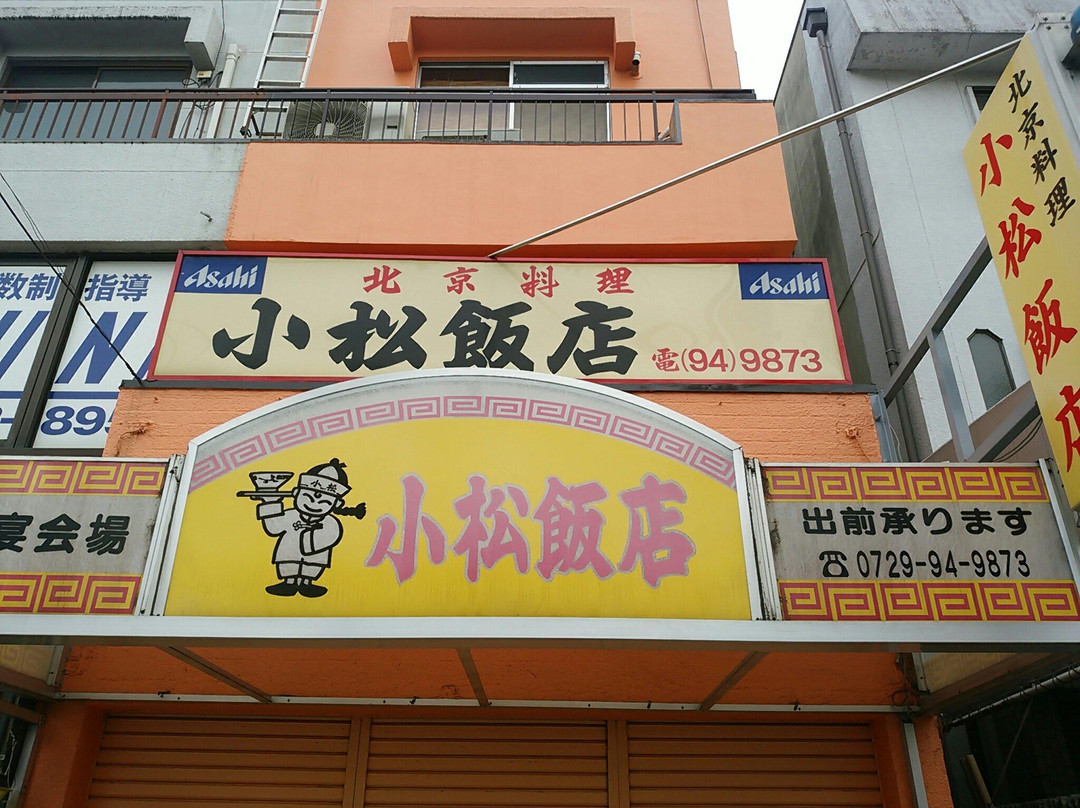 Asahi
北京料理
Asahi
小松飯店
電(94)9873
北京料理
小松飯店
数制 指導
895
宴会場
小松
小松飯店
出前承ります
☎0729-94-9873